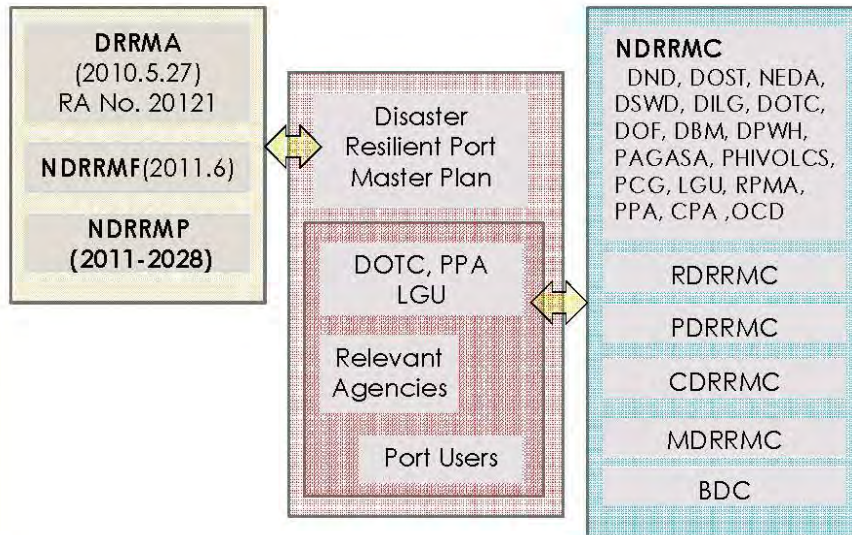 DRRMA
(2010.5.27)
RA No. 20121
NDRRMF(2011.6)
NDRRMP
(2011-2028)
Disaster
Resilient Port
Master Plan
DOTC, PPA
LGU
Relevant
Agencies
Port Users
NDRRMC
DND, DOST, NEDA,
DSWD, DILG, DOTC,
DOF, DBM, DPWH,
PAGASA, PHIVOLCS,
PCG, LGU, RPMA,
PPA, CPA ,OCD
RDRRMC
PDRRMC
CDRRMC
MDRRMC
BDC